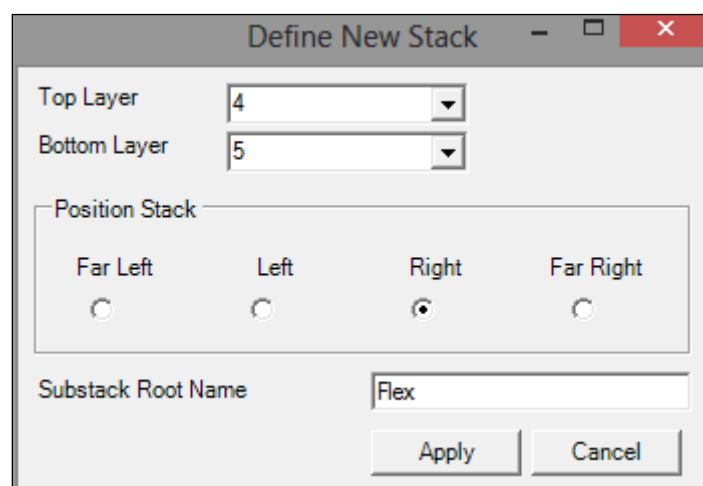 Define New Stack
Top Layer 4
Bottom Layer 5
Position Stack
Far Left Left Right Far Right
Substack Root Name Flex
Apply Cancel